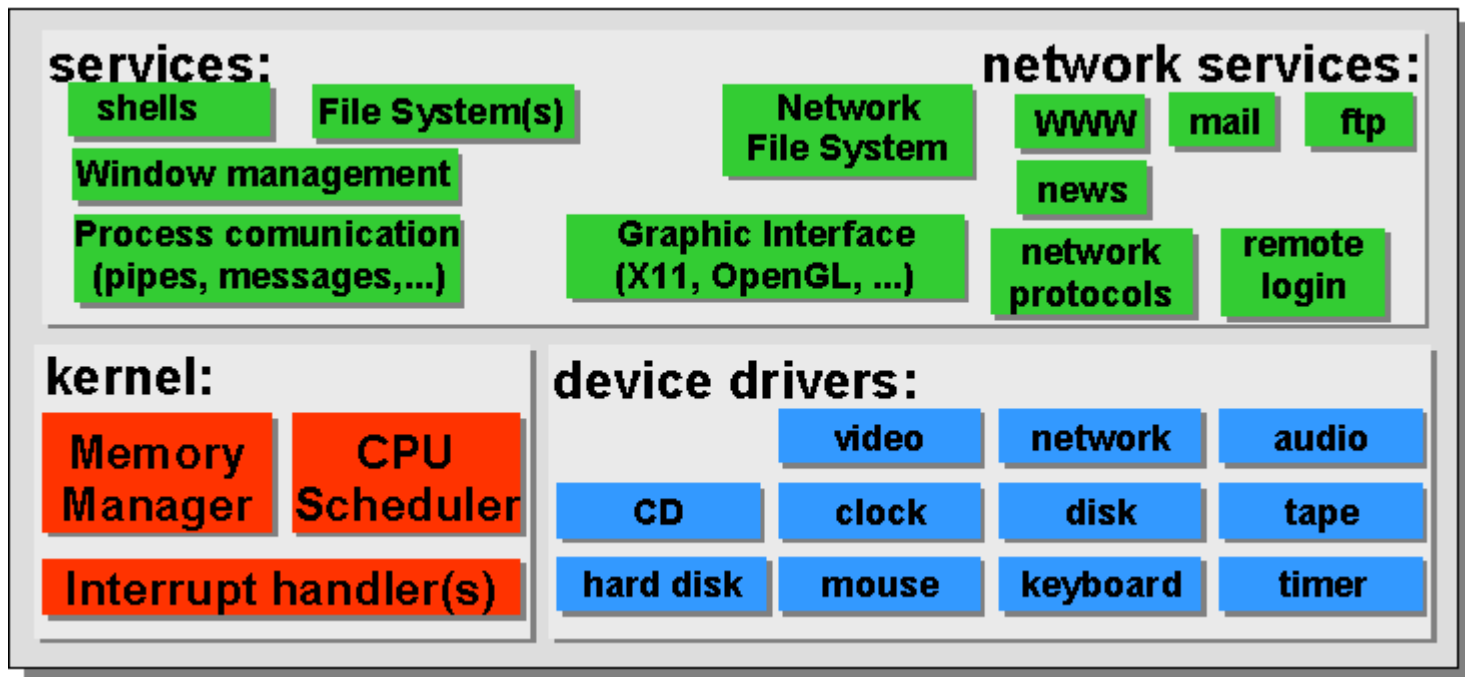 services:
network services:
shells
File System(s)
Network
File System
WWW
mail
ftp
Window management
news
Process comunication
(pipes, messages,...)
Graphic Interface
(X11, OpenGL, ...)
network
protocols
remote
login
kernel:
Memory
Manager
CPU
Scheduler
Interrupt handler(s)
device drivers:
video
network
audio
CD
clock
disk
tape
hard disk
mouse
keyboard
timer